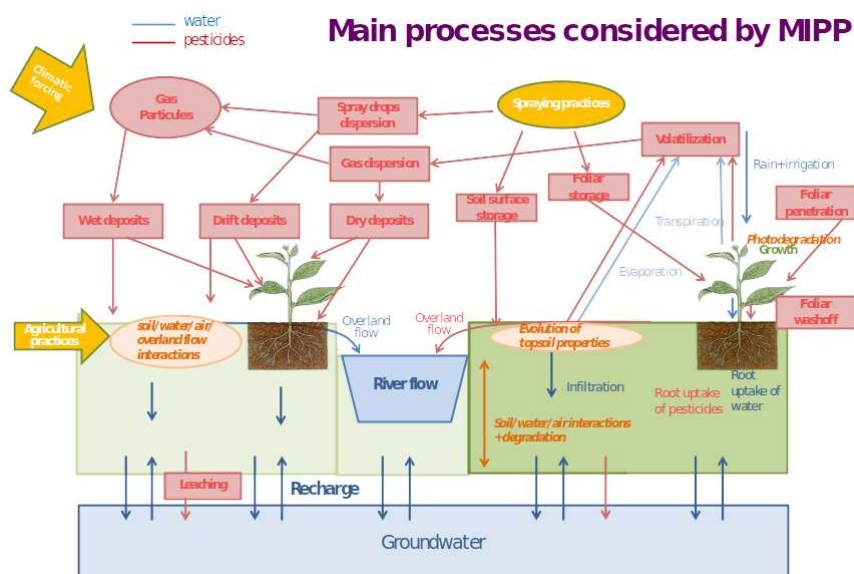 water
pesticides
Main processes considered by MIPP
Climatic
forcing
Gas
Particules
Spray drops
dispersion
Spraying practices
Volatilization
Gas dispersion
Rain+irrigation
Foliar
storage
Soil surface
storage
Foliar
penetration
Wet deposits
Drift deposits
Dry deposits
Transpiration
Photodegradation
Growth
Evaporation
Agricultural
practices
soil/water/air/
overland flow
interactions
Overland
flow
Overland
flow
Evolution of
topsoil properties
Foliar
washoff
River flow
Infiltration
Root
uptake of
water
Root uptake
of pesticides
Soil/water/air interactions
+degradation
Leaching
Recharge
Groundwater